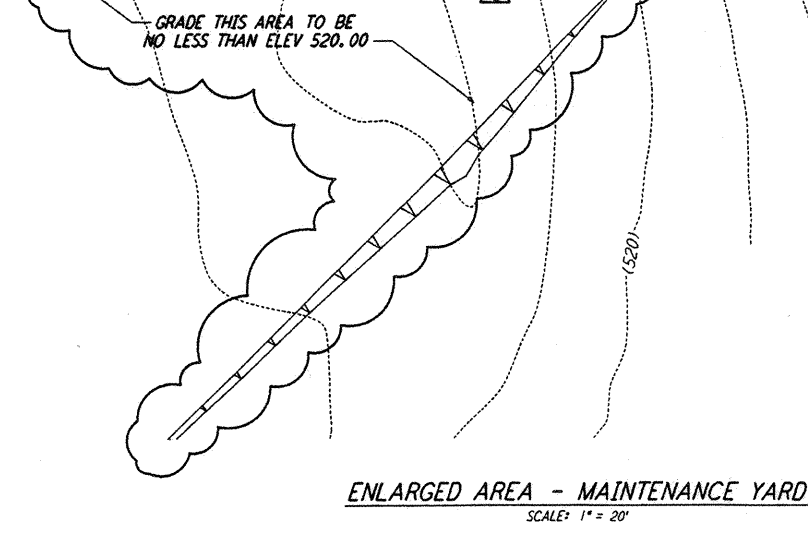 GRADE THIS AREA TO BE
NO LESS THAN ELEV 520.00
(520)
ENLARGED AREA - MAINTENANCE YARD
SCALE: 1" = 20'